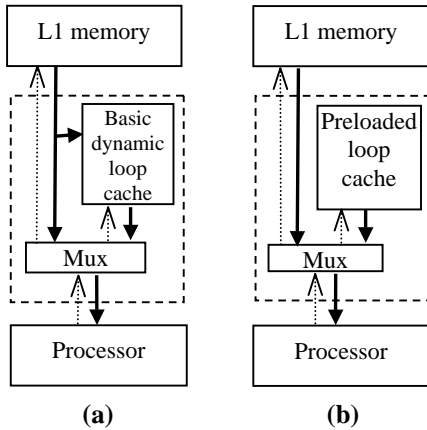 L1 memory
Basic
dynamic
loop
cache
Mux
Processor
(a)
L1 memory
Preloaded
loop
cache
Mux
Processor
(b)